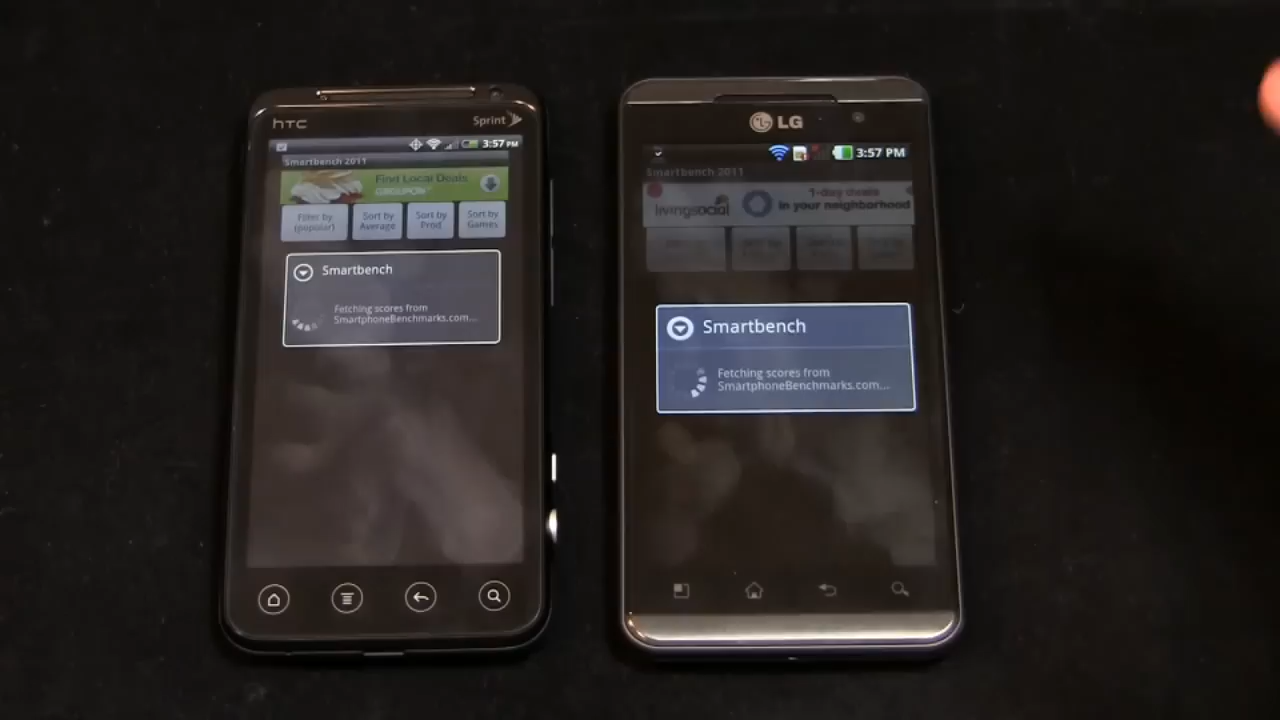 hTC
Sprint
3:57 PM
Smartbench 2011
Find Local Deals
GROUPON
Filter by
(popular)
Sort by
Average
Sort by
Prod
Sort by
Games
Smartbench
Fetching scores from
SmartphoneBenchmarks.com...
LG
3:57 PM
Smartbench 2011
livingsocial
1-day deals
in your neighborhood
Smartbench
Fetching scores from
SmartphoneBenchmarks.com...